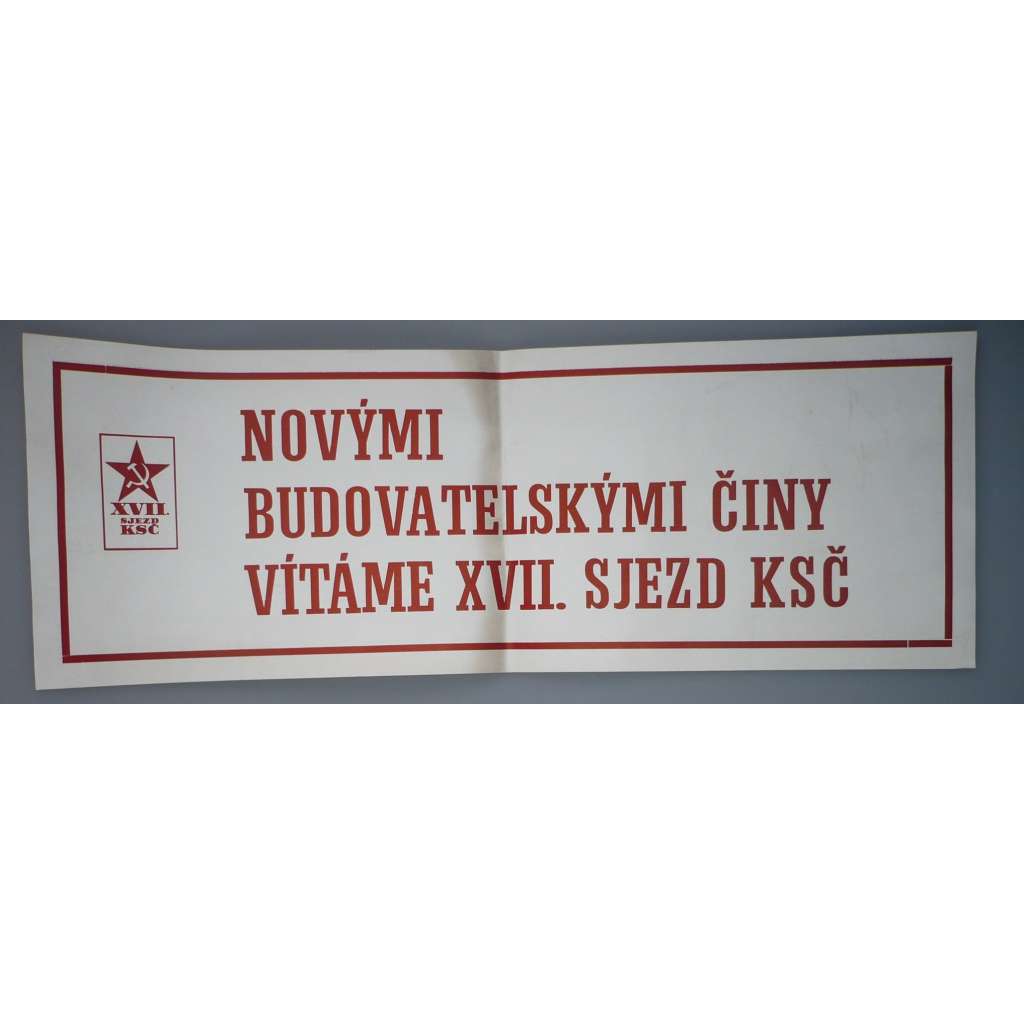 NOVÝMI
BUDOVATELSKÝMI ČINY
VÍTÁME XVII. SJEZD KSČ
XVII.
SJEZD
KSČ